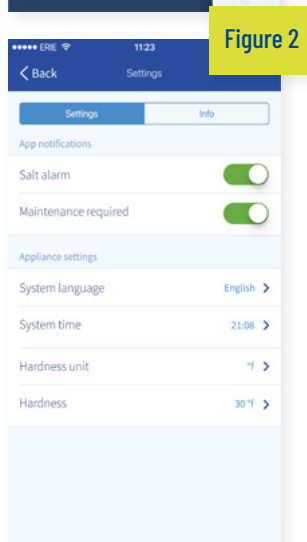 Figure 2
ERIE 11:23
Back Settings
Settings Info
App notifications
Salt alarm
Maintenance required
Appliance settings
System language English
System time 21:08
Hardness unit °f
Hardness 30 °f